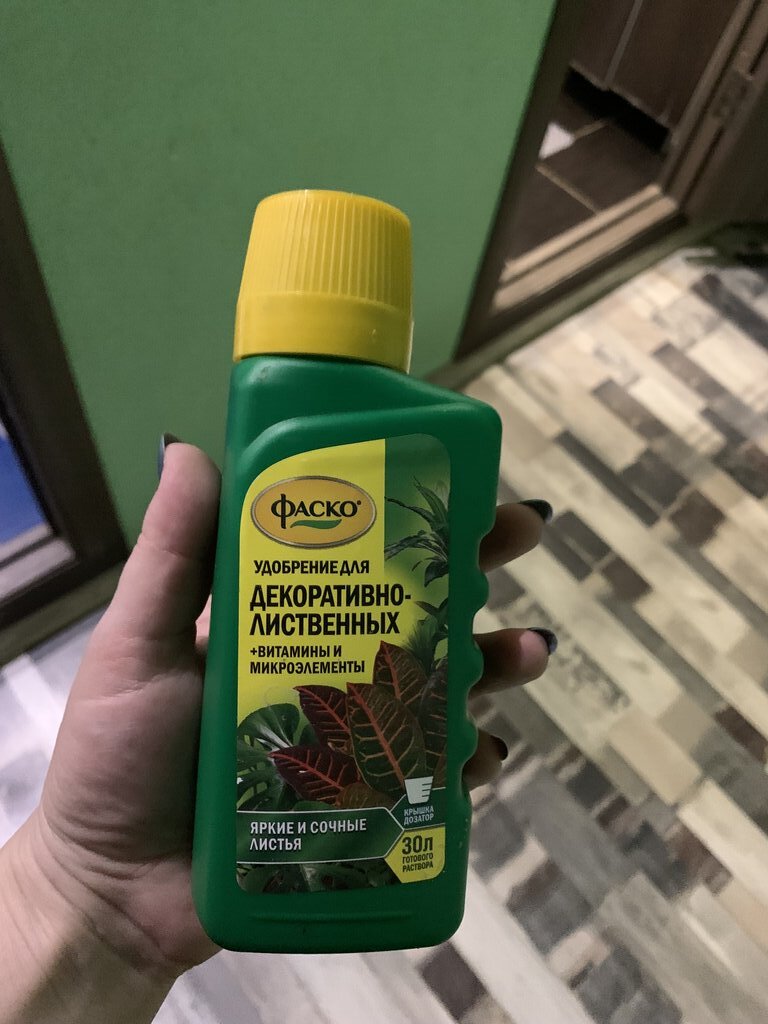 ФАСКО®
УДОБРЕНИЕ ДЛЯ
ДЕКОРАТИВНО-
ЛИСТВЕННЫХ
+ВИТАМИНЫ И
МИКРОЭЛЕМЕНТЫ
КРЫШКА
ДОЗАТОР
ЯРКИЕ И СОЧНЫЕ
ЛИСТЬЯ
30л
ГОТОВОГО
РАСТВОРА